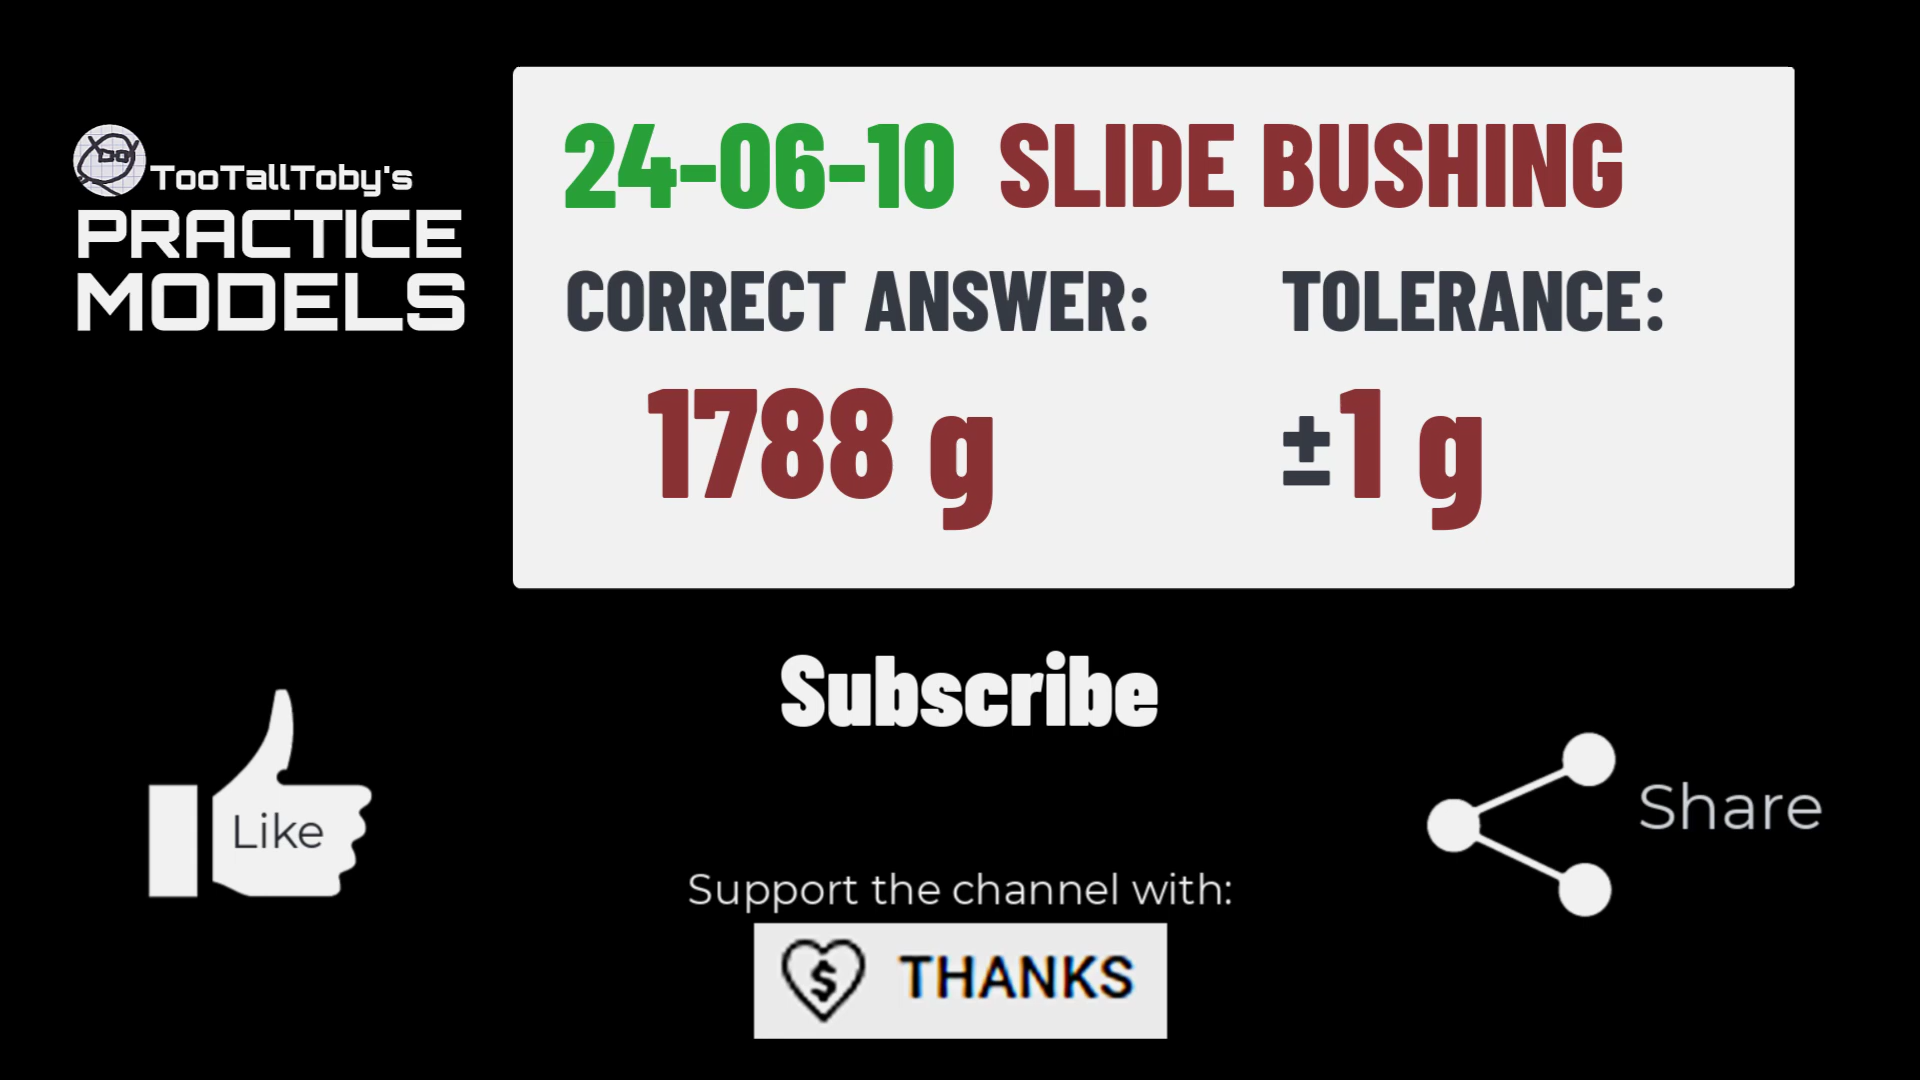 TooTallToby's
PRACTICE
MODELS
24-06-10 SLIDE BUSHING
CORRECT ANSWER: TOLERANCE:
1788 g ±1 g
Subscribe
Like
Share
Support the channel with:
$ THANKS